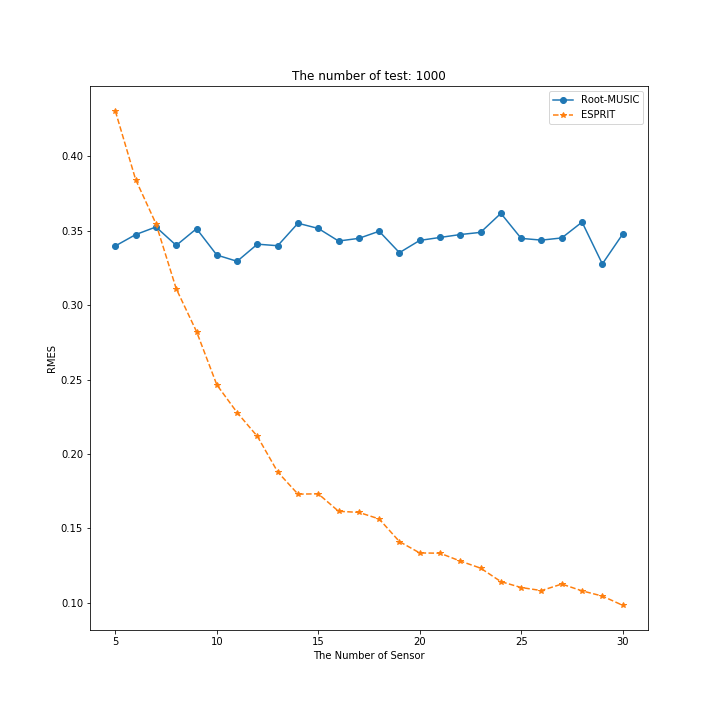 The number of test: 1000
Root-MUSIC
ESPRIT
0.40
0.35
0.30
0.25
0.20
0.15
0.10
RMES
5 10 15 20 25 30
The Number of Sensor